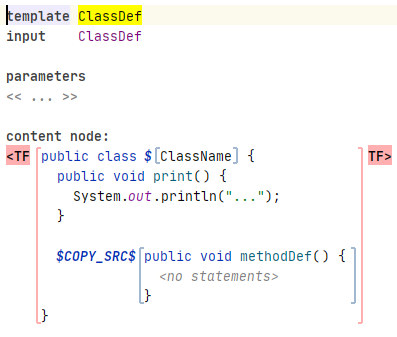 template ClassDef
input ClassDef
parameters
<< ... >>
content node:
<TF [public class $[ClassName] { TF>
public void print() {
System.out.println("...");
}
$COPY_SRC$ [public void methodDef() {
<no statements>
}]
}]